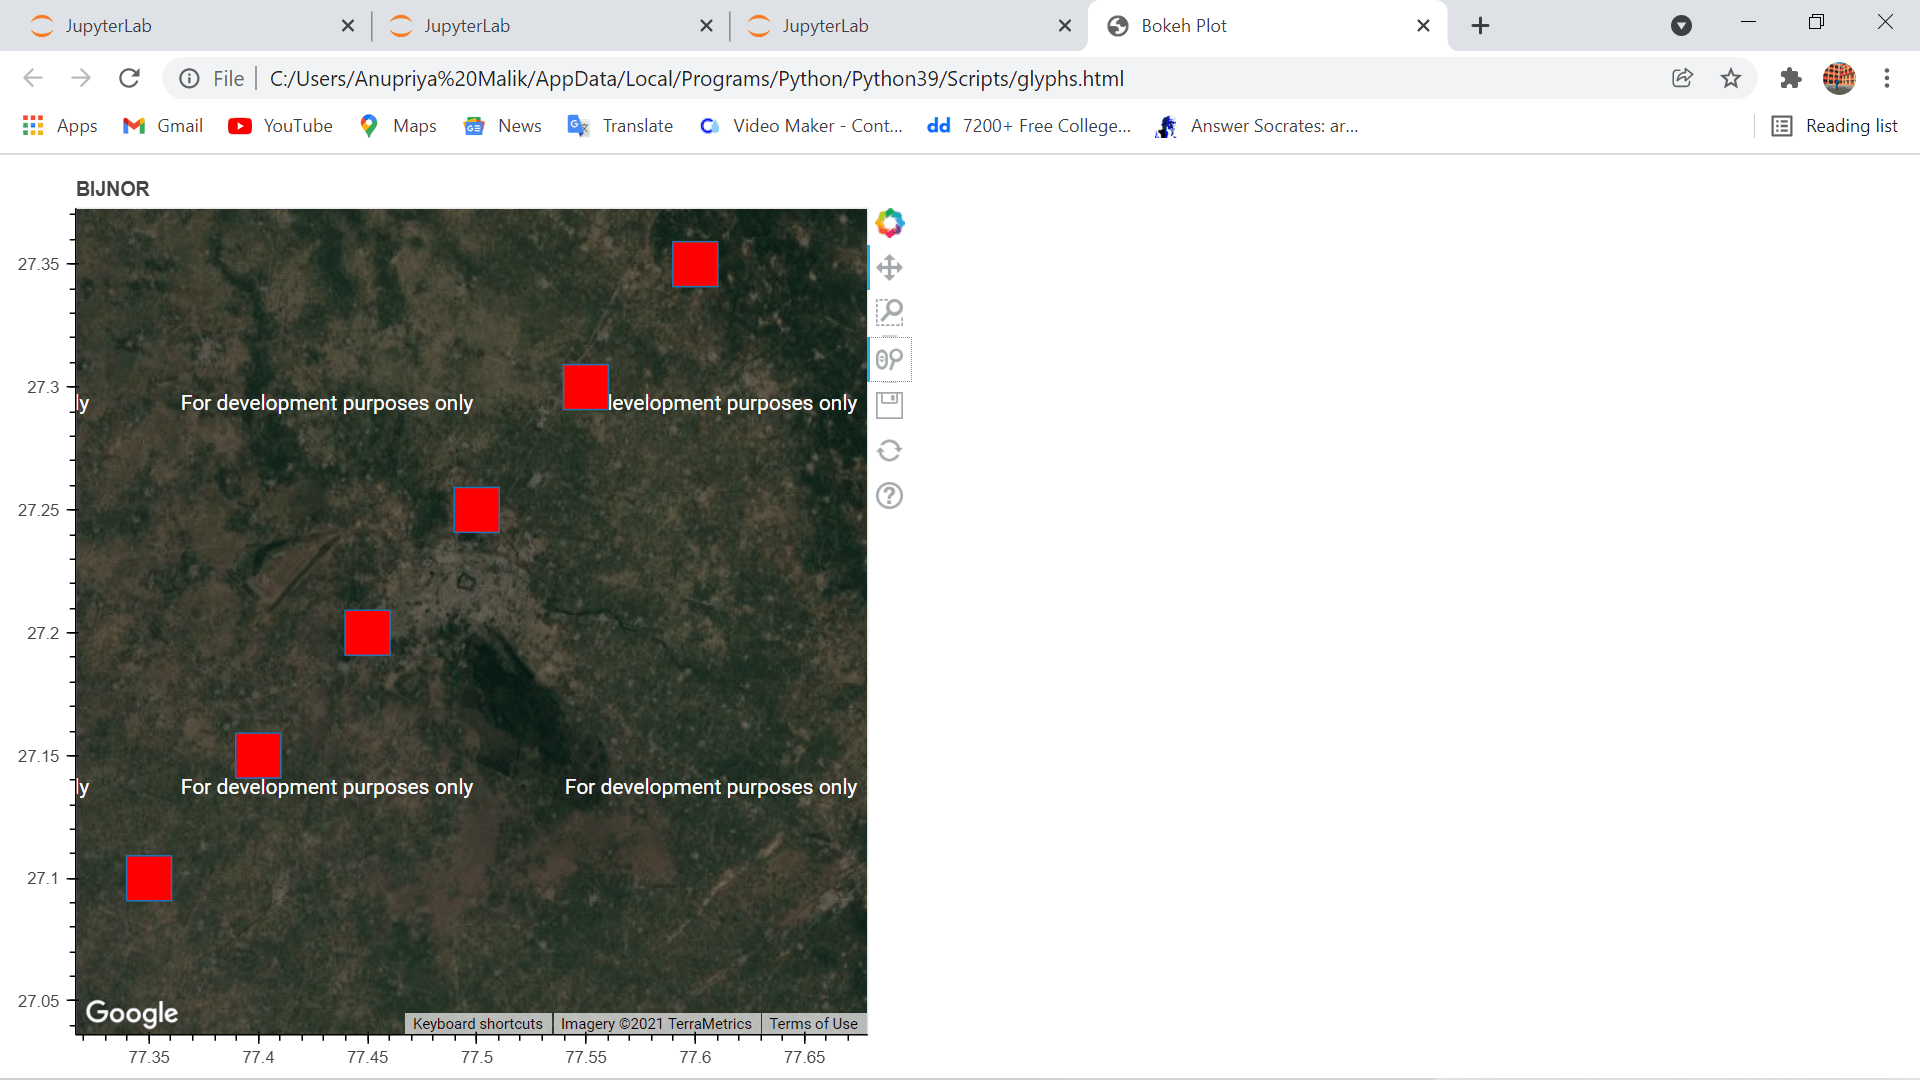 JupyterLab
JupyterLab
JupyterLab
Bokeh Plot
File
C:/Users/Anupriya%20Malik/AppData/Local/Programs/Python/Python39/Scripts/glyphs.html
Apps
Gmail
YouTube
Maps
News
Translate
Video Maker - Cont...
dd 7200+ Free College...
Answer Socrates: ar...
Reading list
BIJNOR
27.35
27.3
ly
For development purposes only
levelopment purposes only
27.25
27.2
27.15
ly
For development purposes only
For development purposes only
27.1
27.05
Google
Keyboard shortcuts
Imagery ©2021 TerraMetrics
Terms of Use
77.35
77.4
77.45
77.5
77.55
77.6
77.65